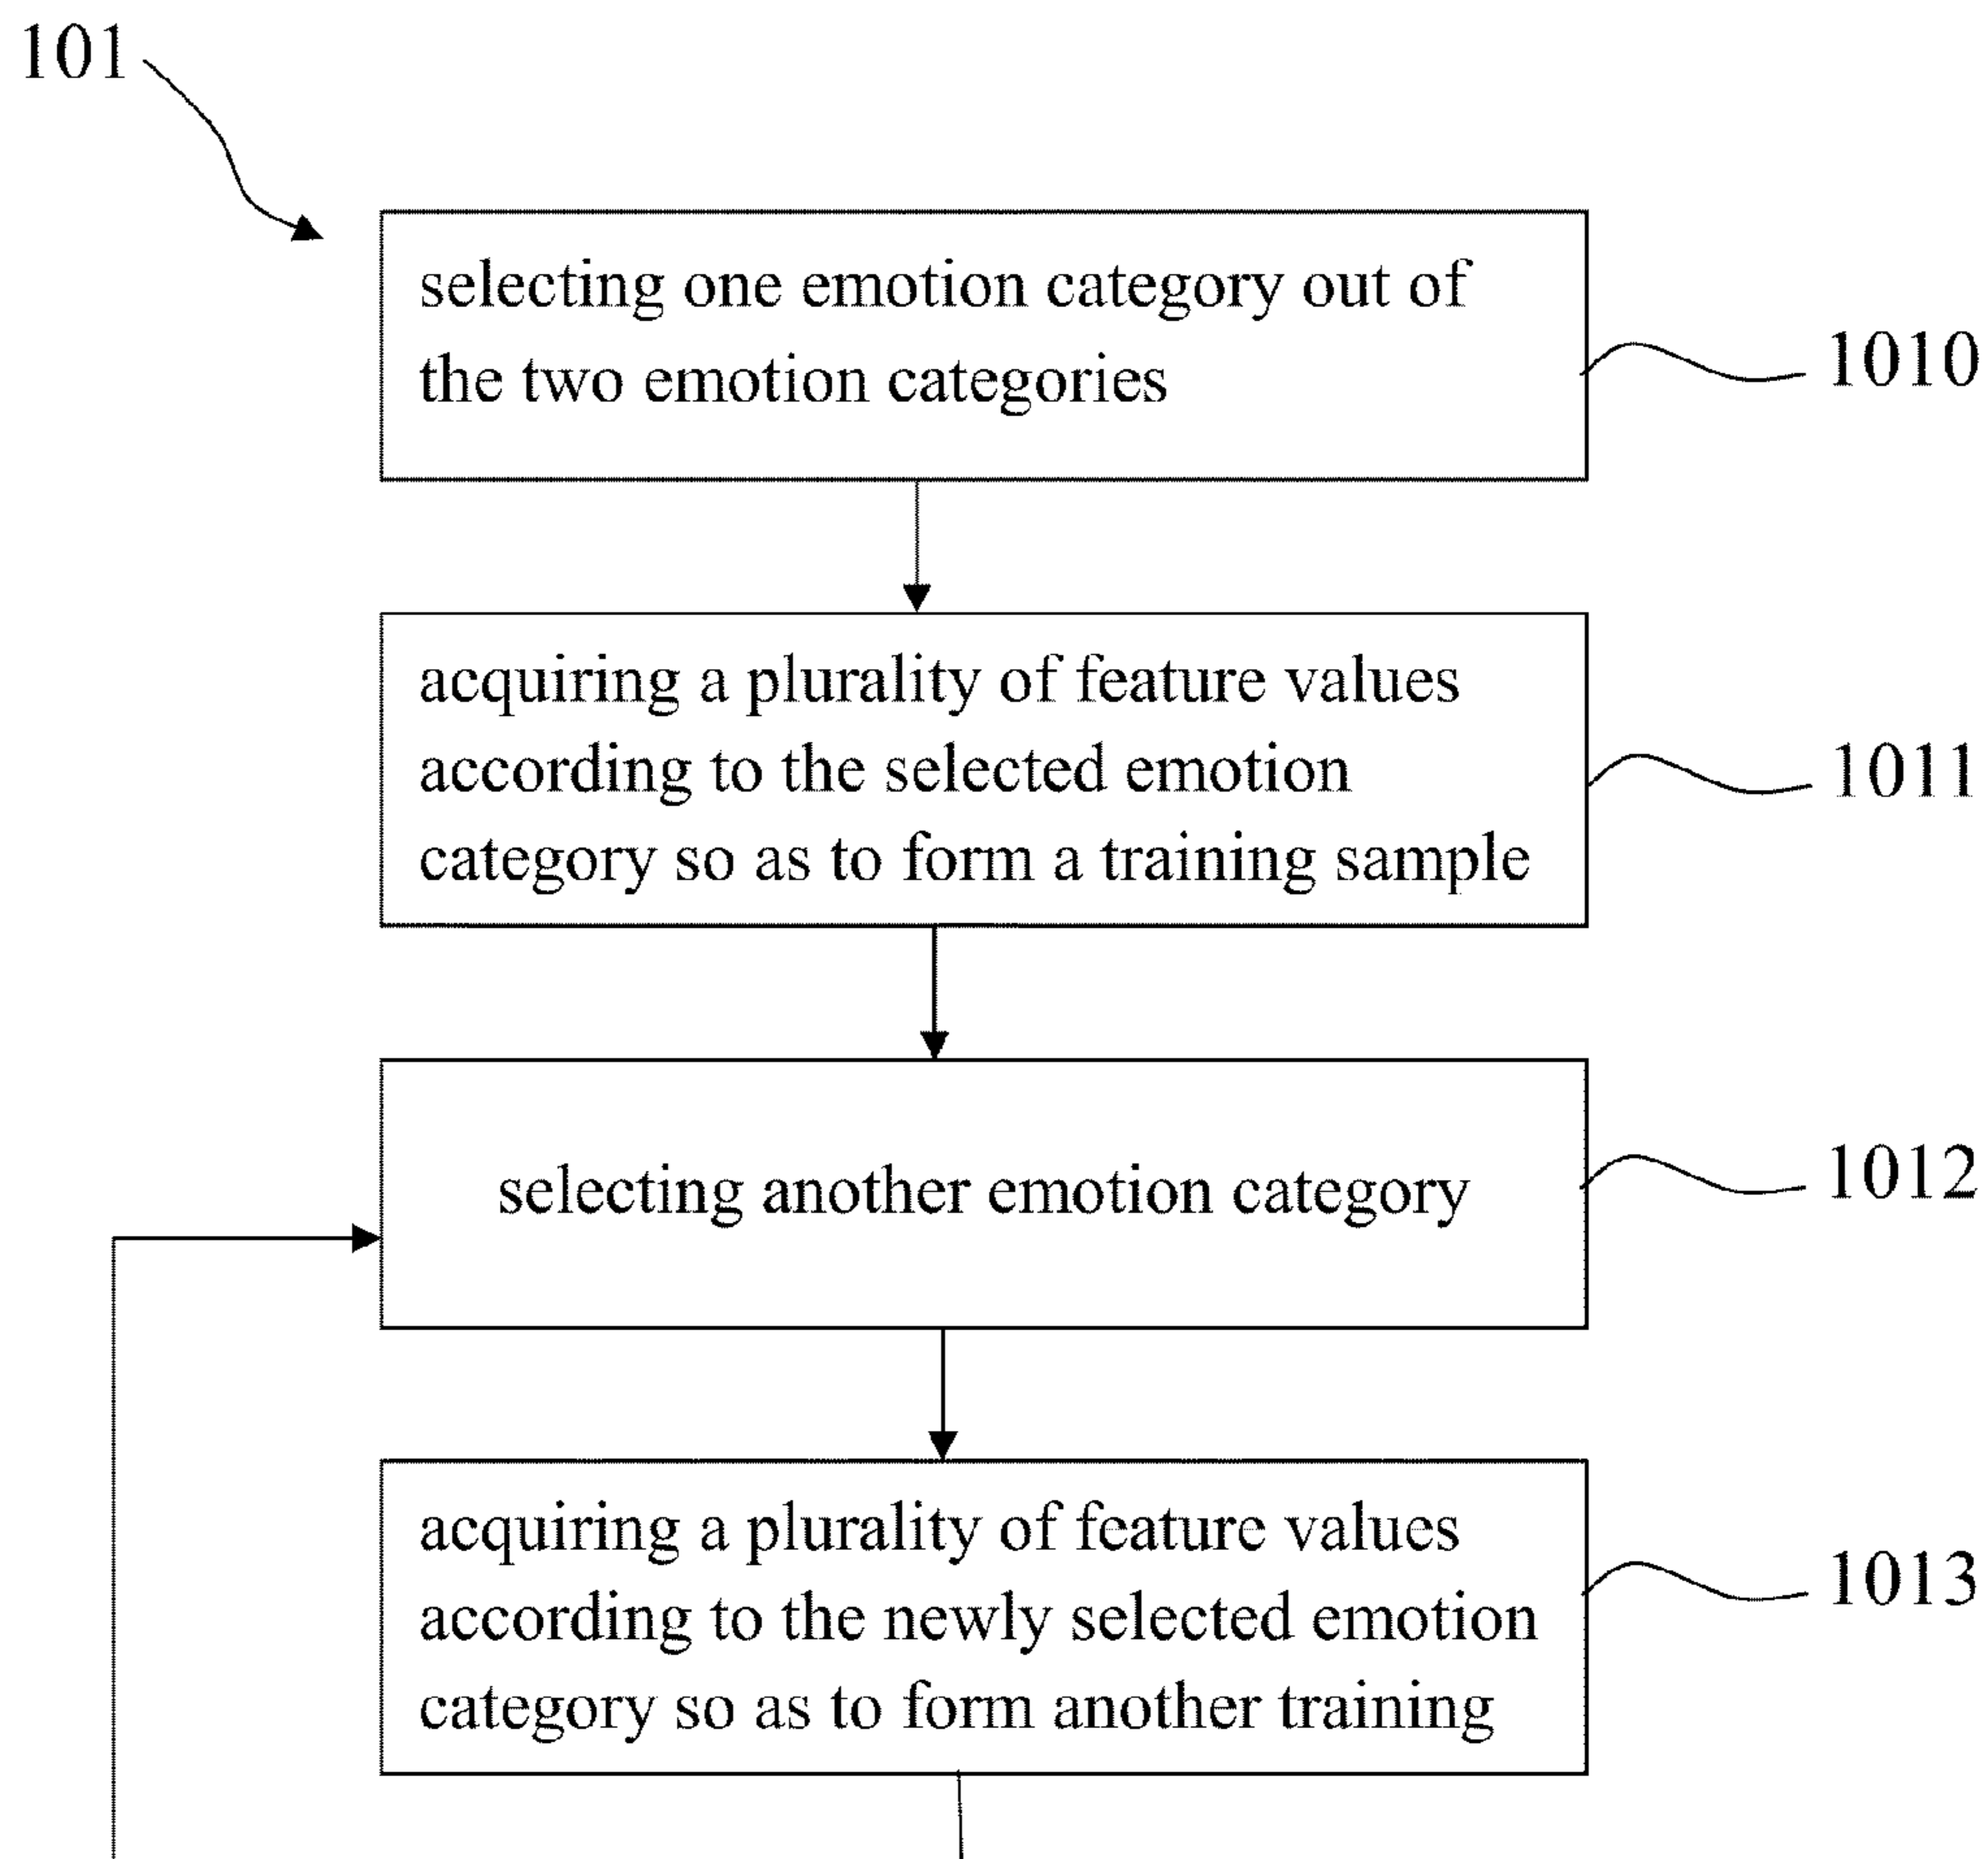 101
selecting one emotion category out of
the two emotion categories
1010
acquiring a plurality of feature values
according to the selected emotion
category so as to form a training sample
1011
selecting another emotion category
1012
acquiring a plurality of feature values
according to the newly selected emotion
category so as to form another training
1013